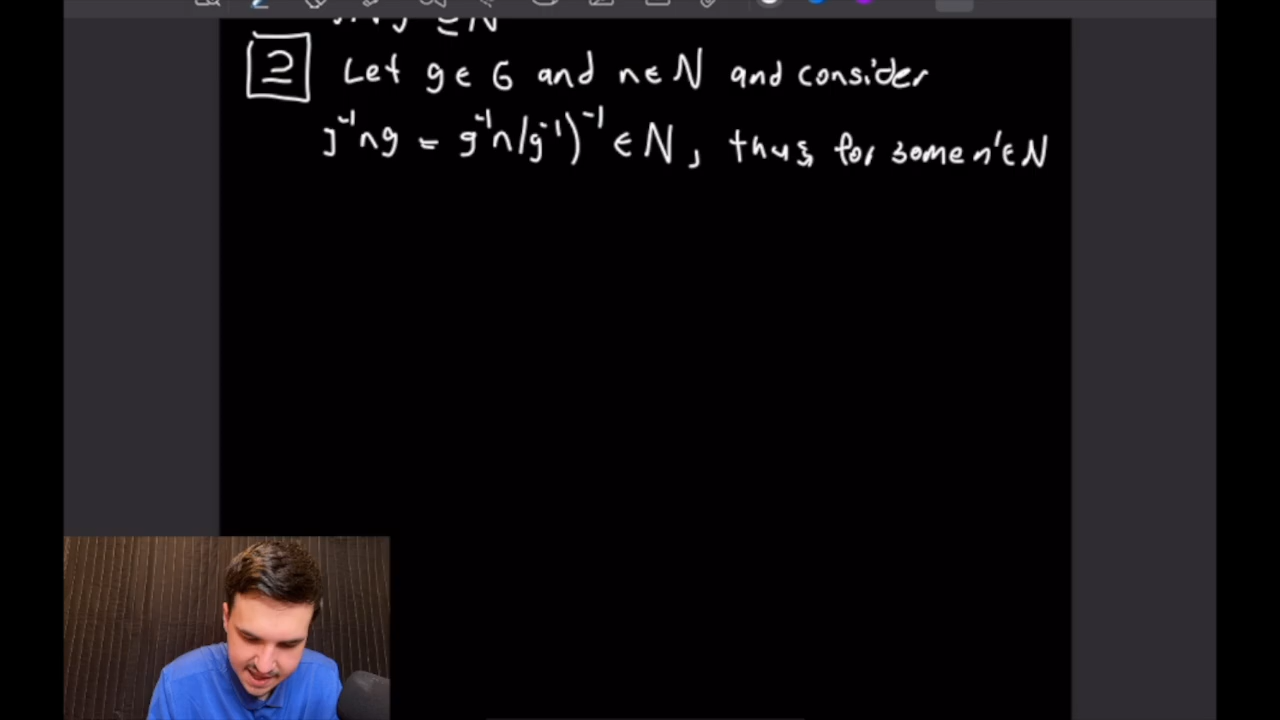 ⊆ N
2 Let g ∈ G and n ∈ N and consider
g⁻¹ng = g⁻¹n(g⁻¹)⁻¹ ∈ N, thus for some n' ∈ N